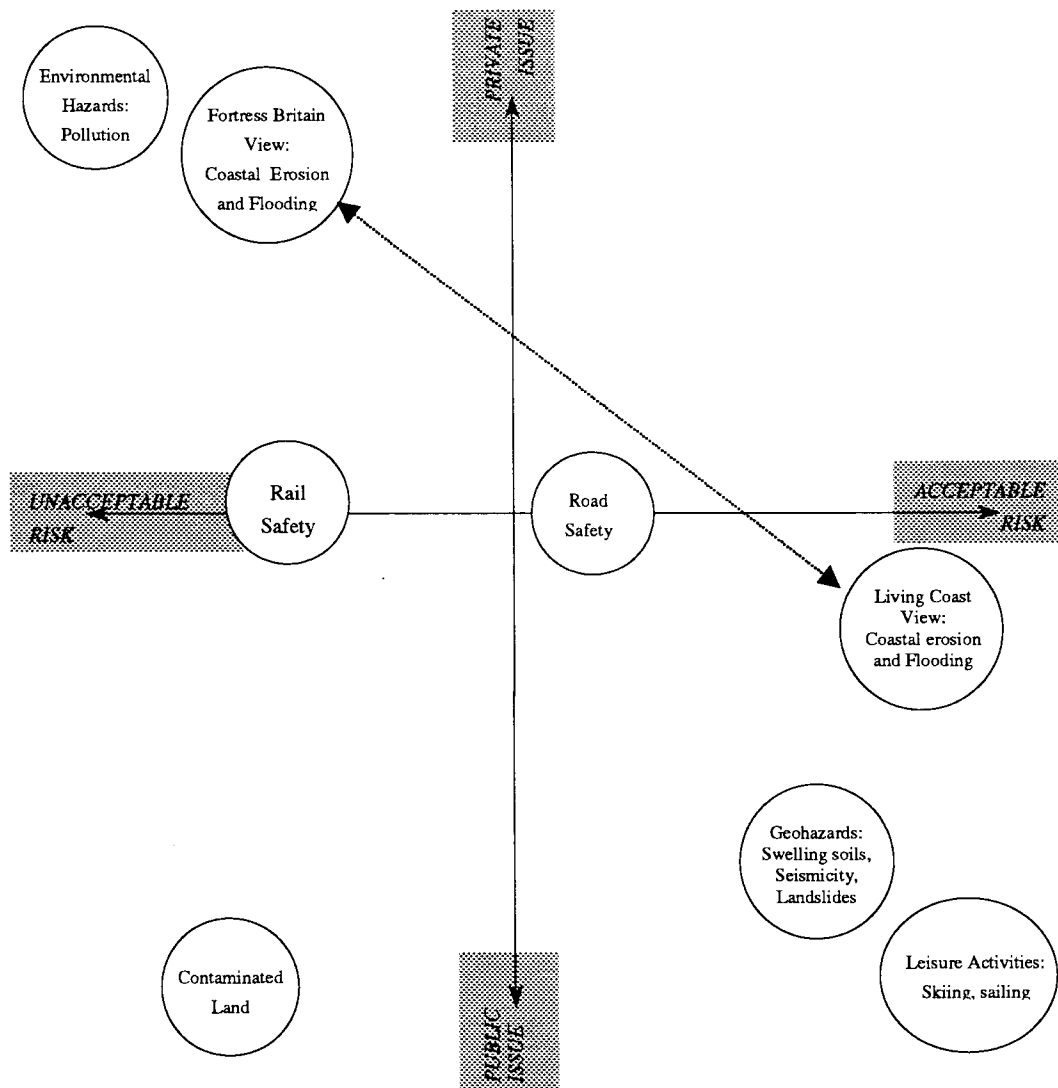 PRIVATE
ISSUE
Environmental
Hazards:
Pollution
Fortress Britain
View:
Coastal Erosion
and Flooding
UNACCEPTABLE
RISK
Rail
Safety
Road
Safety
ACCEPTABLE
RISK
Living Coast
View:
Coastal erosion
and Flooding
Geohazards:
Swelling soils,
Seismicity,
Landslides
Leisure Activities:
Skiing, sailing
Contaminated
Land
PUBLIC
ISSUE